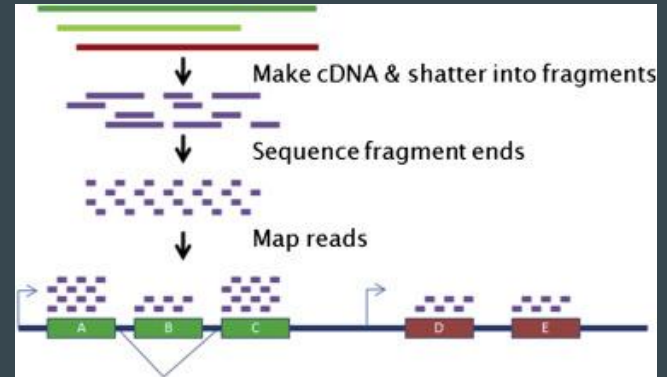 Make cDNA & shatter into fragments
Sequence fragment ends
Map reads
A B C D E